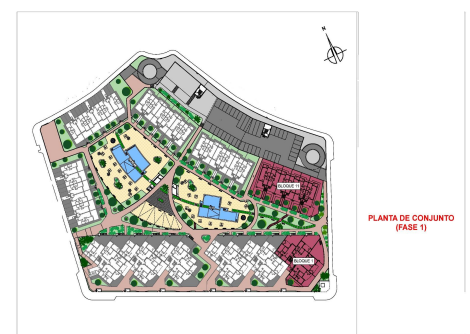 N
BLOQUE 11
PLANTA DE CONJUNTO
(FASE 1)
BLOQUE 1